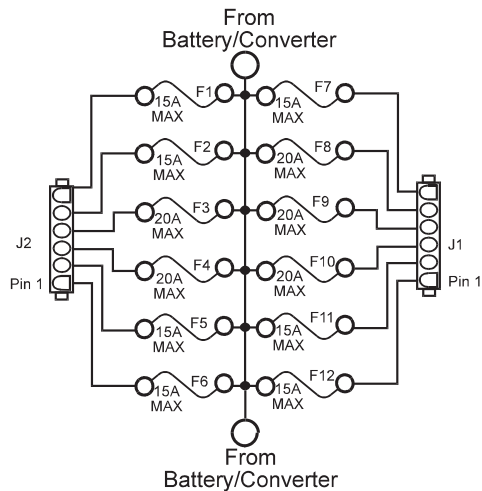 From
Battery/Converter
F1
15A
MAX
F7
15A
MAX
F2
15A
MAX
F8
20A
MAX
F3
20A
MAX
F9
20A
MAX
J2
J1
F4
20A
MAX
F10
20A
MAX
Pin 1
Pin 1
F5
15A
MAX
F11
15A
MAX
F6
15A
MAX
F12
15A
MAX
From
Battery/Converter